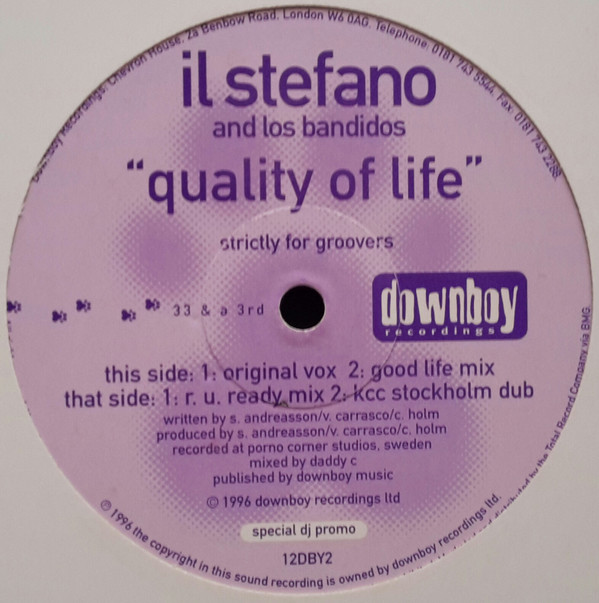 Downboy Recordings: Chevron House, 2a Benbow Road, London W6 0AG. Telephone: 0181 743 5544, Fax: 0181 743 2288.
il stefano
and los bandidos
“quality of life”
strictly for groovers
33 & a 3rd
downboy
recordings
this side: 1: original vox 2: good life mix
that side: 1: r. u. ready mix 2: kcc stockholm dub
written by s. andreasson/v. carrasco/c. holm
produced by s. andreasson/v. carrasco/c. holm
recorded at porno corner studios, sweden
mixed by daddy c
published by downboy music
© 1996 downboy recordings ltd
special dj promo
12DBY2
℗ 1996 the copyright in this sound recording is owned by downboy recordings ltd. distributed by the Total Record Company via BMG.